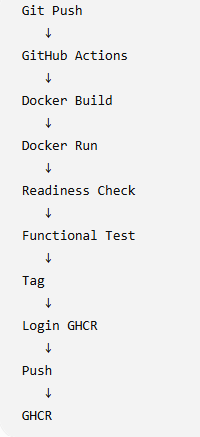 Git Push
↓
GitHub Actions
↓
Docker Build
↓
Docker Run
↓
Readiness Check
↓
Functional Test
↓
Tag
↓
Login GHCR
↓
Push
↓
GHCR